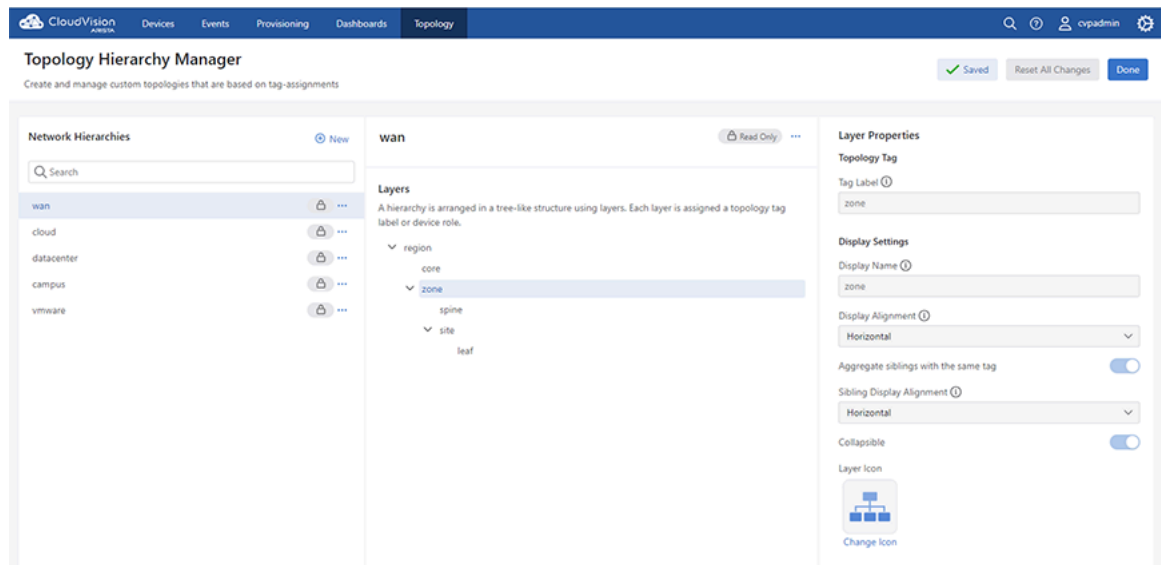 CloudVision
ARISTA
Devices
Events
Provisioning
Dashboards
Topology
cvpadmin
Topology Hierarchy Manager
Create and manage custom topologies that are based on tag-assignments
Saved
Reset All Changes
Done
Network Hierarchies
New
Search
wan
cloud
datacenter
campus
vmware
wan
Read Only
Layers
A hierarchy is arranged in a tree-like structure using layers. Each layer is assigned a topology tag
label or device role.
region
core
zone
spine
site
leaf
Layer Properties
Topology Tag
Tag Label
zone
Display Settings
Display Name
zone
Display Alignment
Horizontal
Aggregate siblings with the same tag
Sibling Display Alignment
Horizontal
Collapsible
Layer Icon
Change Icon